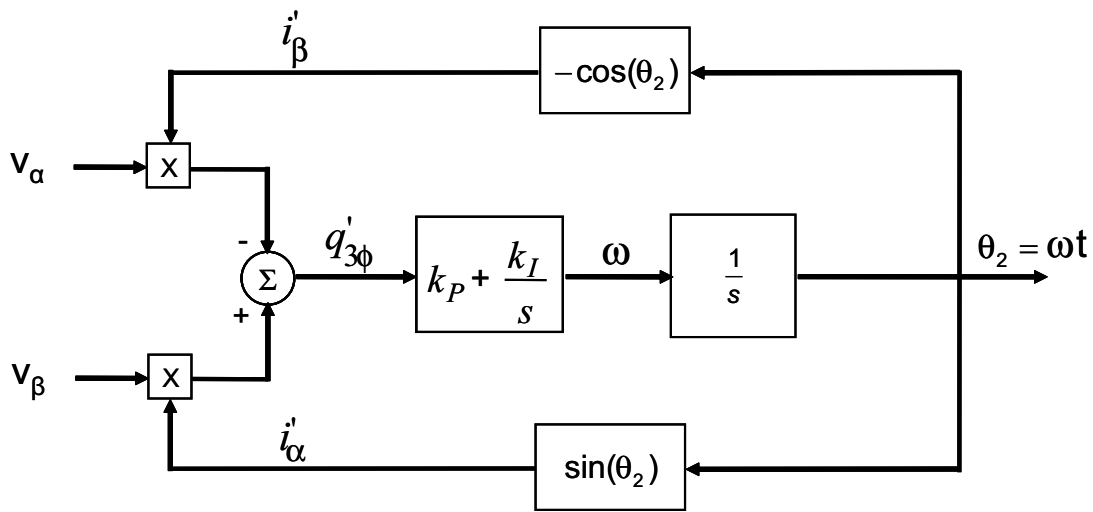 i'β
−cos(θ₂)
vα
x
-
q'3ϕ
kP + kI/s
ω
1/s
θ₂ = ωt
Σ
+
vβ
x
i'α
sin(θ₂)